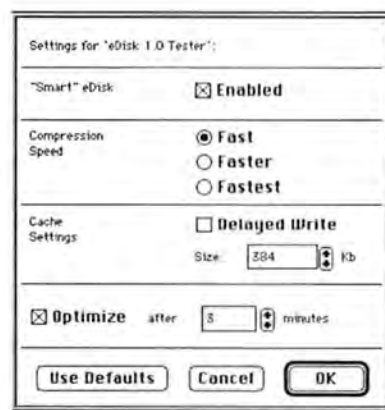 Settings for "eDisk 1.0 Tester":
"Smart" eDisk Enabled
Compression Speed Fast
Faster
Fastest
Cache Settings Delayed Write
Size: 384 Kb
Optimize after 3 minutes
Use Defaults Cancel OK